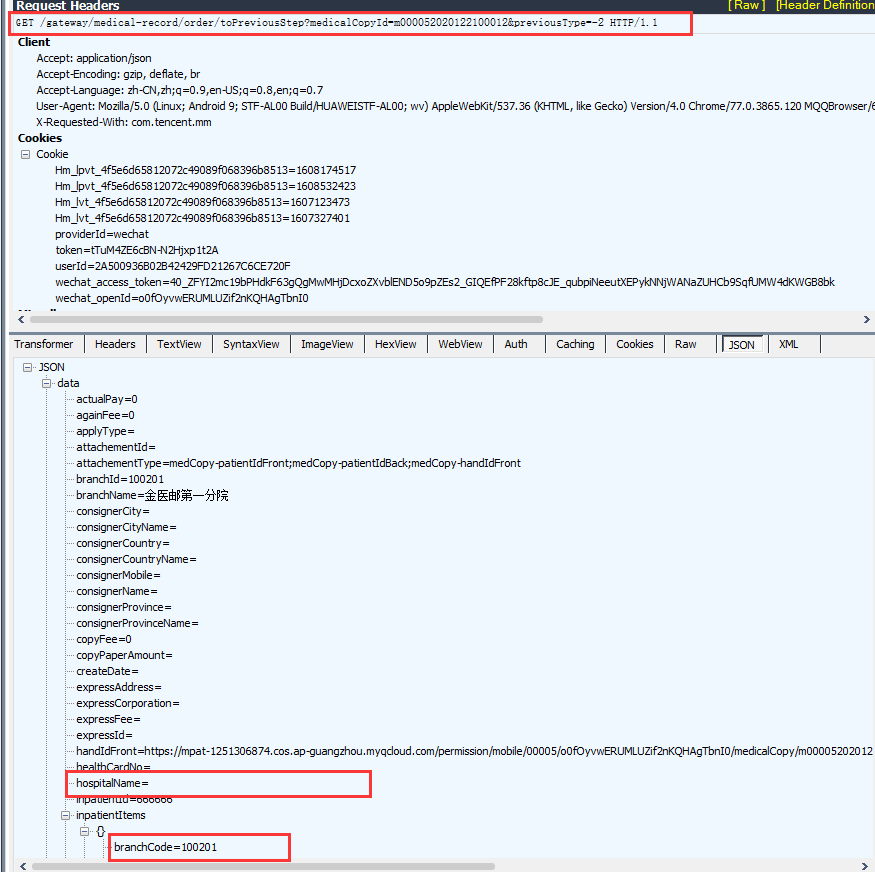 Request Headers [ Raw ] [Header Definition
GET /gateway/medical-record/order/toPreviousStep?medicalCopyId=m000052020122100012&previousType=-2 HTTP/1.1
Client
Accept: application/json
Accept-Encoding: gzip, deflate, br
Accept-Language: zh-CN,zh;q=0.9,en-US;q=0.8,en;q=0.7
User-Agent: Mozilla/5.0 (Linux; Android 9; STF-AL00 Build/HUAWEISTF-AL00; wv) AppleWebKit/537.36 (KHTML, like Gecko) Version/4.0 Chrome/77.0.3865.120 MQQBrowser/6
X-Requested-With: com.tencent.mm
Cookies
Cookie
Hm_lpvt_4f5e6d65812072c49089f068396b8513=1608174517
Hm_lpvt_4f5e6d65812072c49089f068396b8513=1608532423
Hm_lvt_4f5e6d65812072c49089f068396b8513=1607123473
Hm_lvt_4f5e6d65812072c49089f068396b8513=1607327401
providerId=wechat
token=tTuM4ZE6cBN-N2Hjxp1t2A
userId=2A500936B02B42429FD21267C6CE720F
wechat_access_token=40_ZFYI2mc19bPHdkF63gQgMwMHjDcxoZXvblEND5o9pZEs2_GIQEfPF28kftp8cJE_qubpiNeeutXEPykNNjWANaZUHCb9SqfUMW4dKWGB8bk
wechat_openId=o0fOyvwERUMLUZif2nKQHAgTbnI0
Transformer Headers TextView SyntaxView ImageView HexView WebView Auth Caching Cookies Raw JSON XML
JSON
data
actualPay=0
againFee=0
applyType=
attachementId=
attachementType=medCopy-patientIdFront;medCopy-patientIdBack;medCopy-handIdFront
branchId=100201
branchName=金医邮第一分院
consignerCity=
consignerCityName=
consignerCountry=
consignerCountryName=
consignerMobile=
consignerName=
consignerProvince=
consignerProvinceName=
copyFee=0
copyPaperAmount=
createDate=
expressAddress=
expressCorporation=
expressFee=
expressId=
handIdFront=https://mpat-1251306874.cos.ap-guangzhou.myqcloud.com/permission/mobile/00005/o0fOyvwERUMLUZif2nKQHAgTbnI0/medicalCopy/m00005202012
healthCardNo=
hospitalName=
inpatientId=666666
inpatientItems
{}
branchCode=100201